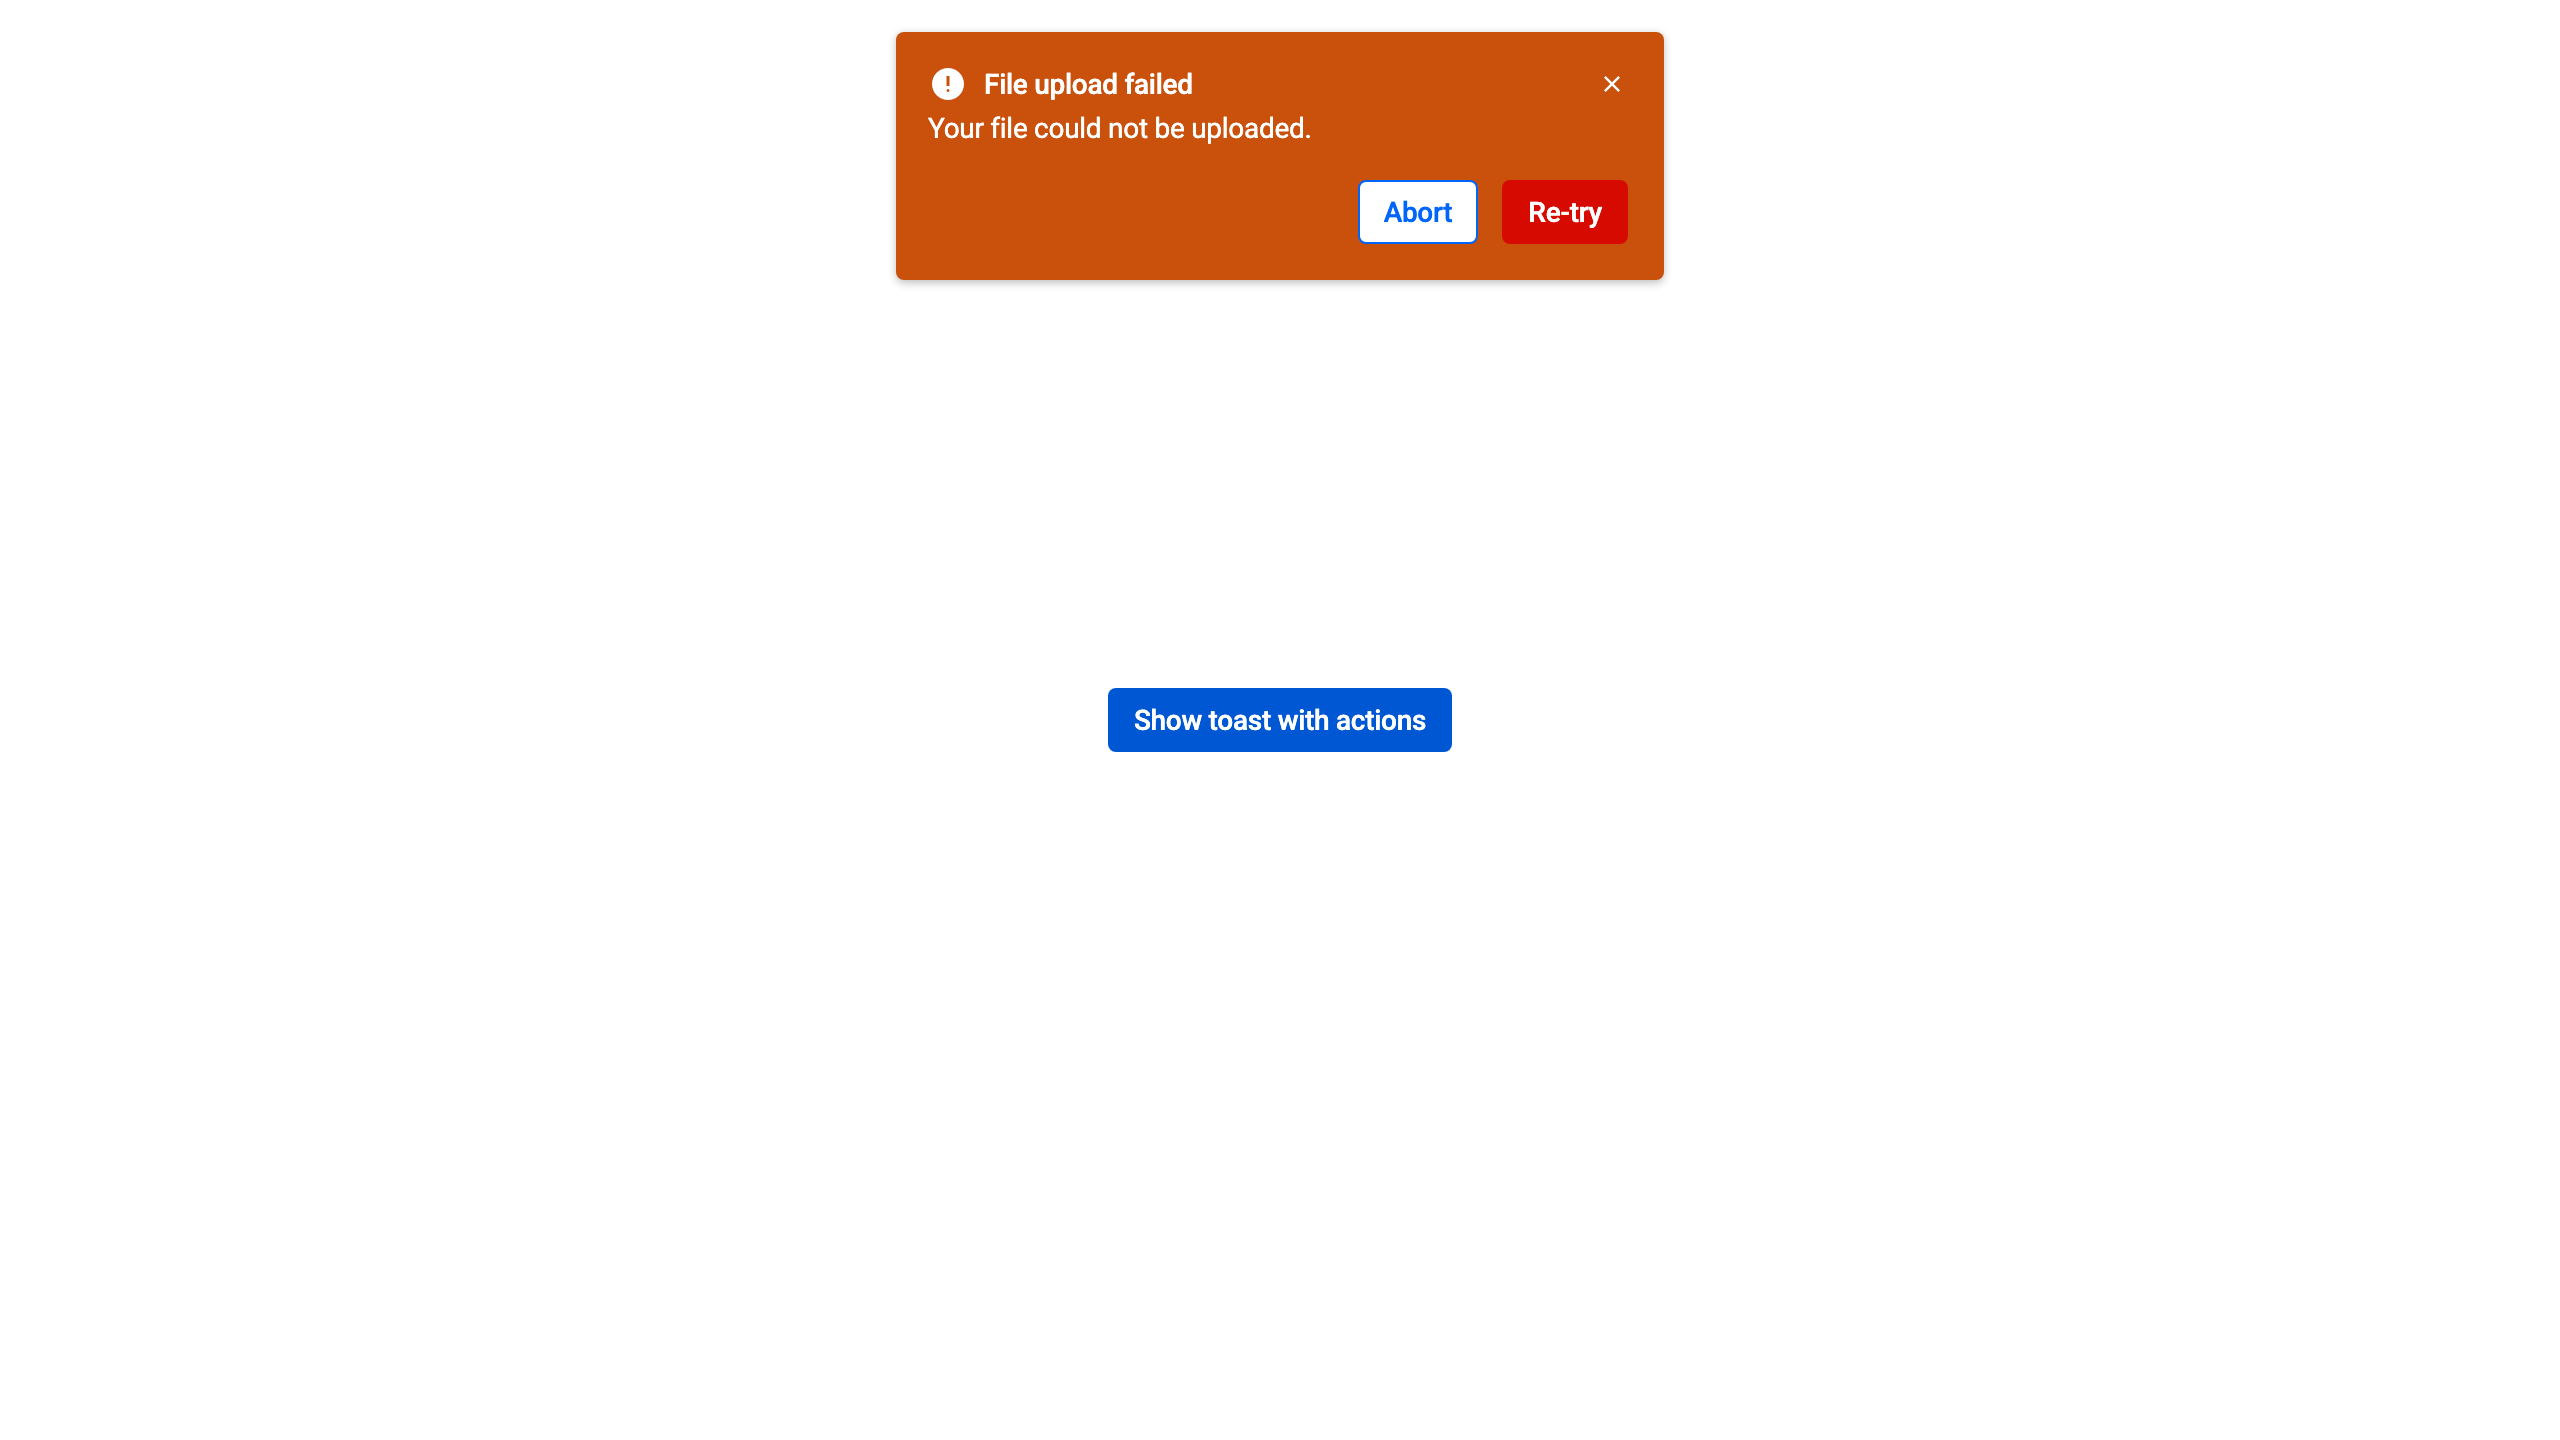 File upload failed
Your file could not be uploaded.
Abort
Re-try
Show toast with actions